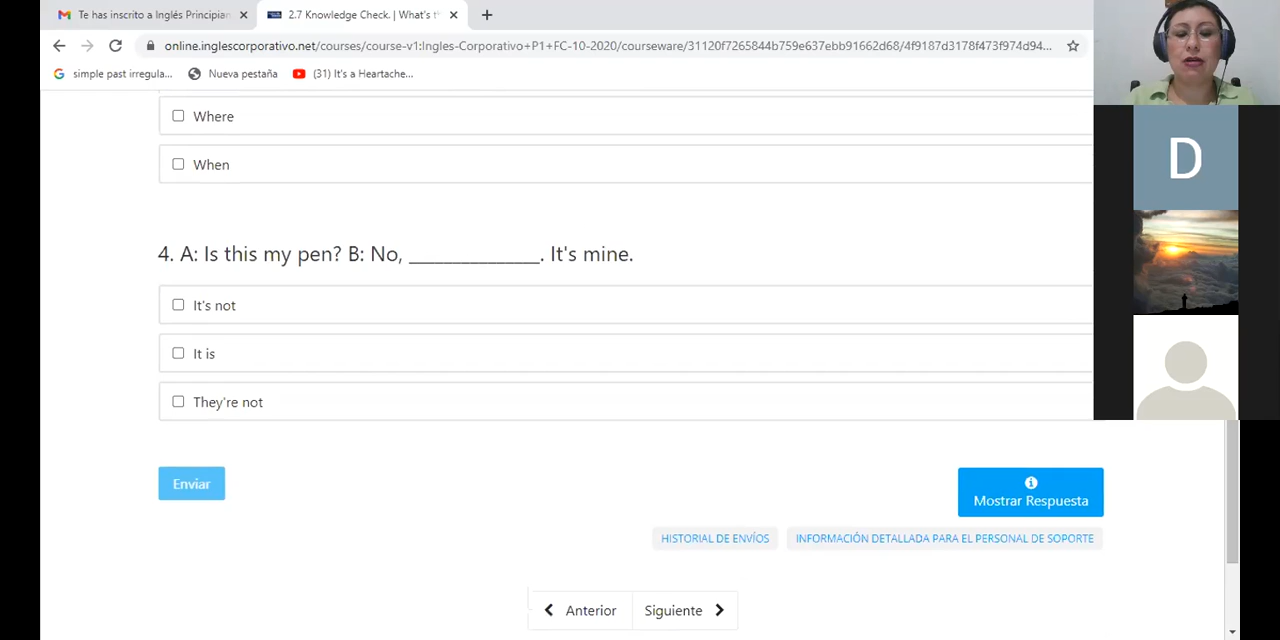 Te has inscrito a Inglés Principian
2.7 Knowledge Check. | What's t
online.inglescorporativo.net/courses/course-v1:Ingles-Corporativo+P1+FC-10-2020/courseware/31120f7265844b759e637ebb91662d68/4f9187d3178f473f974d94...
simple past irregula...
Nueva pestaña
(31) It's a Heartache...
Where
When
4. A: Is this my pen? B: No, _______________. It's mine.
It's not
It is
They're not
Enviar
Mostrar Respuesta
HISTORIAL DE ENVÍOS
INFORMACIÓN DETALLADA PARA EL PERSONAL DE SOPORTE
Anterior
Siguiente
D